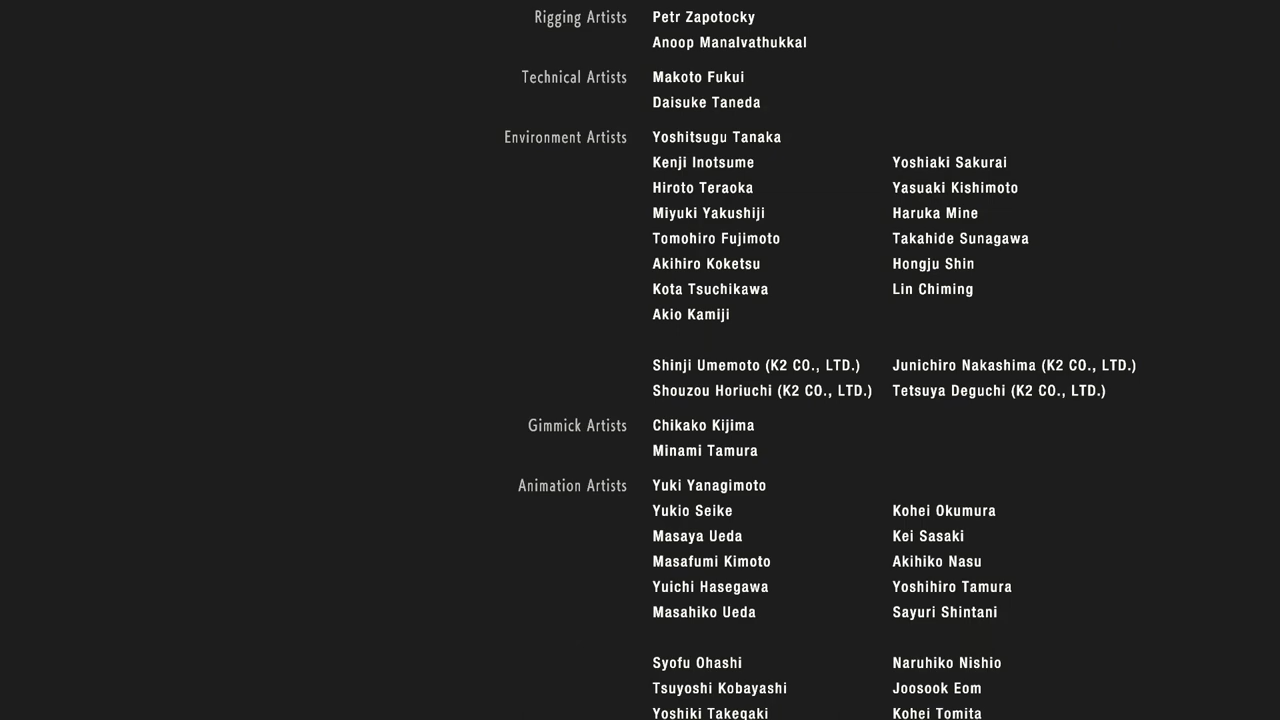 Rigging Artists Petr Zapotocky
Anoop Manalvathukkal
Technical Artists Makoto Fukui
Daisuke Taneda
Environment Artists Yoshitsugu Tanaka
Kenji Inotsume Yoshiaki Sakurai
Hiroto Teraoka Yasuaki Kishimoto
Miyuki Yakushiji Haruka Mine
Tomohiro Fujimoto Takahide Sunagawa
Akihiro Koketsu Hongju Shin
Kota Tsuchikawa Lin Chiming
Akio Kamiji
Shinji Umemoto (K2 CO., LTD.) Junichiro Nakashima (K2 CO., LTD.)
Shouzou Horiuchi (K2 CO., LTD.) Tetsuya Deguchi (K2 CO., LTD.)
Gimmick Artists Chikako Kijima
Minami Tamura
Animation Artists Yuki Yanagimoto
Yukio Seike Kohei Okumura
Masaya Ueda Kei Sasaki
Masafumi Kimoto Akihiko Nasu
Yuichi Hasegawa Yoshihiro Tamura
Masahiko Ueda Sayuri Shintani
Syofu Ohashi Naruhiko Nishio
Tsuyoshi Kobayashi Joosook Eom
Yoshiki Takegaki Kohei Tomita